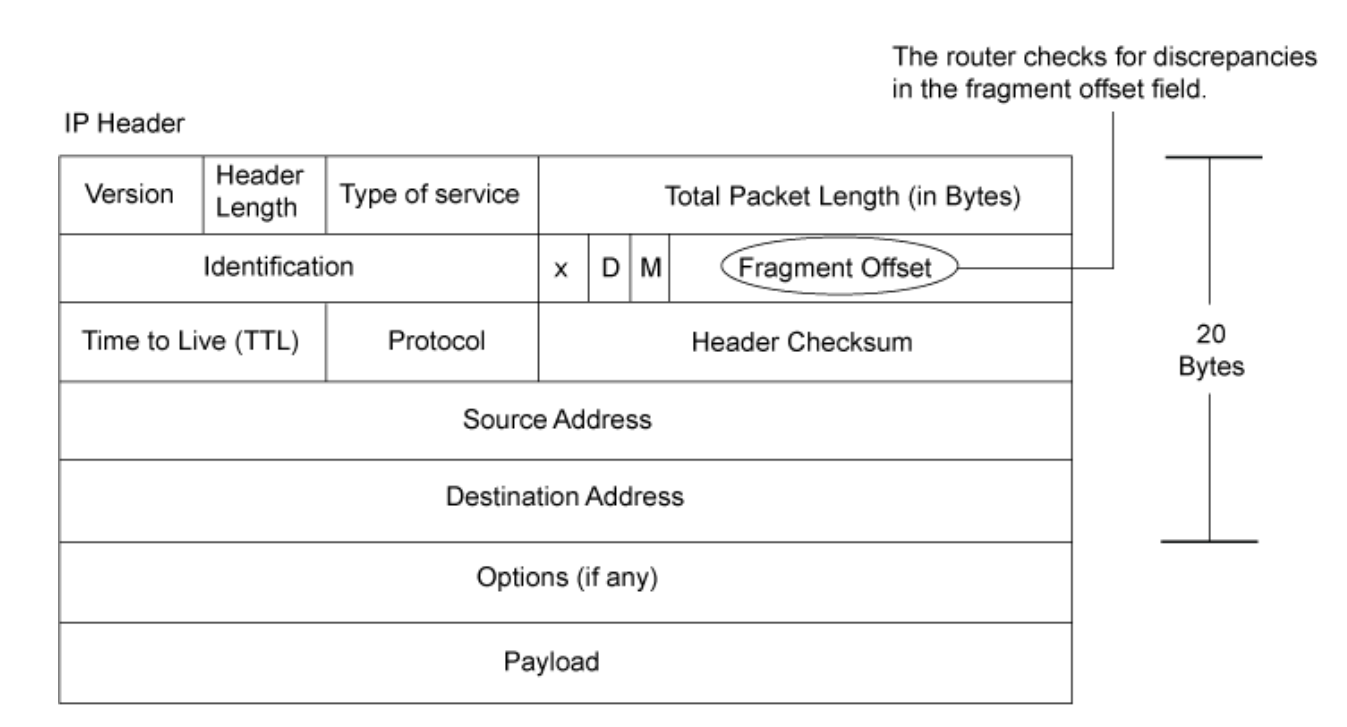 The router checks for discrepancies
in the fragment offset field.
IP Header
Version
Header
Length
Type of service
Total Packet Length (in Bytes)
Identification
x
D
M
Fragment Offset
Time to Live (TTL)
Protocol
Header Checksum
20
Bytes
Source Address
Destination Address
Options (if any)
Payload